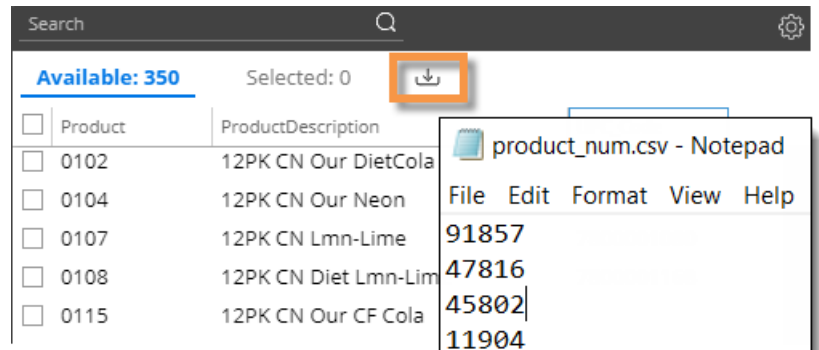 Search
Available: 350 Selected: 0
Product ProductDescription
0102 12PK CN Our DietCola
0104 12PK CN Our Neon
0107 12PK CN Lmn-Lime
0108 12PK CN Diet Lmn-Lim
0115 12PK CN Our CF Cola
product_num.csv - Notepad
File Edit Format View Help
91857
47816
45802
11904